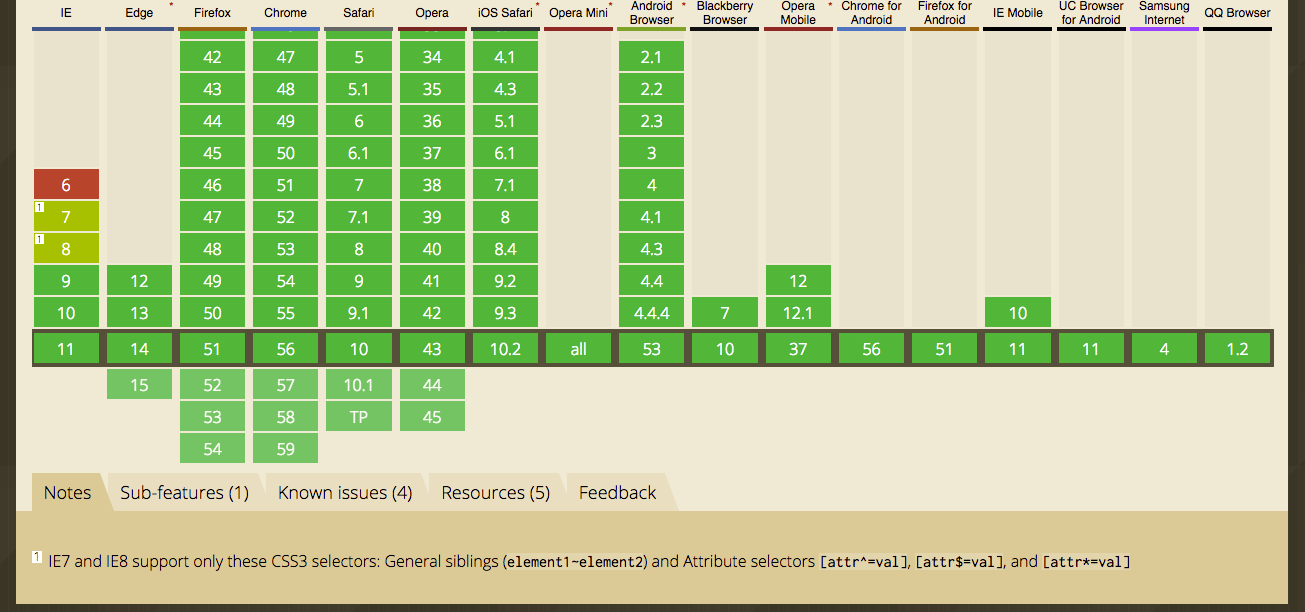 IE Edge * Firefox Chrome Safari Opera iOS Safari * Opera Mini * Android Browser * Blackberry Browser Opera Mobile * Chrome for Android Firefox for Android IE Mobile UC Browser for Android Samsung Internet QQ Browser
42 47 5 34 4.1 2.1
43 48 5.1 35 4.3 2.2
44 49 6 36 5.1 2.3
45 50 6.1 37 6.1 3
6 46 51 7 38 7.1 4
1 7 47 52 7.1 39 8 4.1
1 8 48 53 8 40 8.4 4.3
9 12 49 54 9 41 9.2 4.4 12
10 13 50 55 9.1 42 9.3 4.4.4 7 12.1 10
11 14 51 56 10 43 10.2 all 53 10 37 56 51 11 11 4 1.2
15 52 57 10.1 44
53 58 TP 45
54 59
Notes Sub-features (1) Known issues (4) Resources (5) Feedback
1 IE7 and IE8 support only these CSS3 selectors: General siblings (element1~element2) and Attribute selectors [attr^=val], [attr$=val], and [attr*=val]